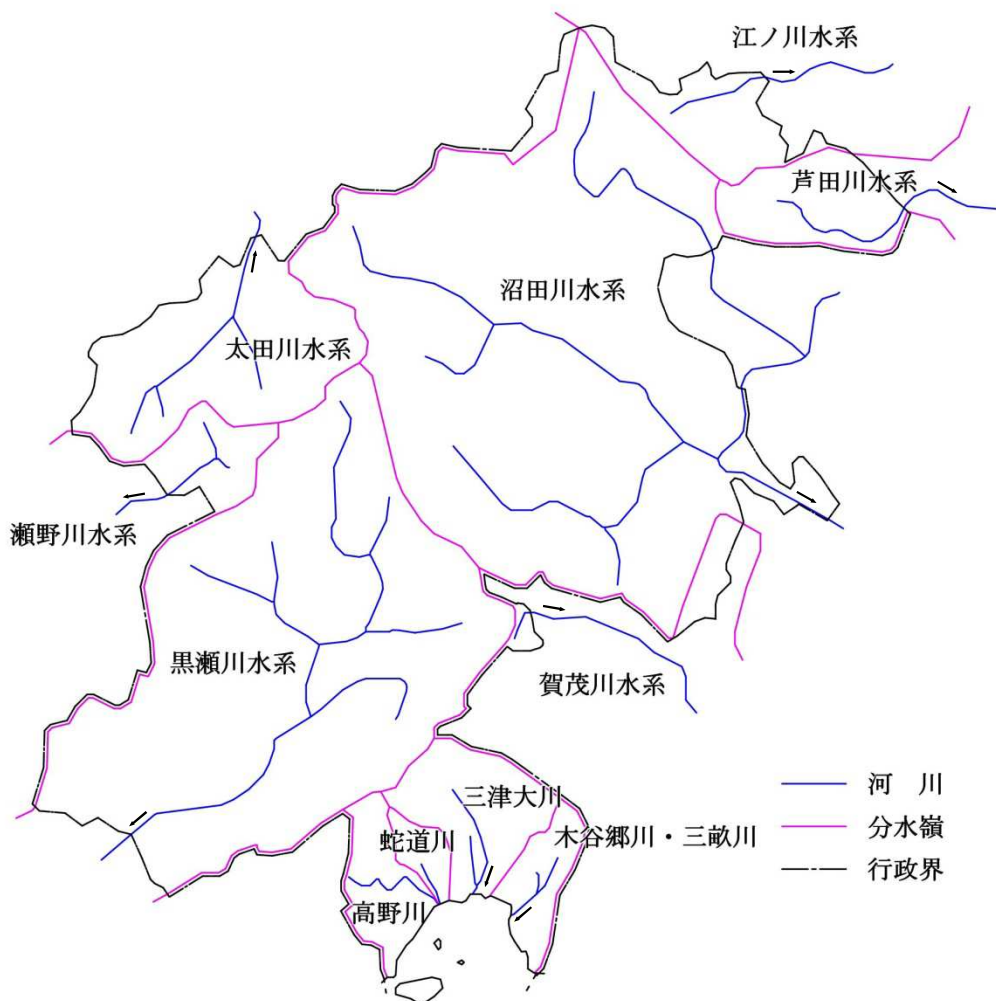 江ノ川水系
芦田川水系
沼田川水系
太田川水系
瀬野川水系
黒瀬川水系
賀茂川水系
三津大川
蛇道川
木谷郷川・三畝川
高野川
河 川
分水嶺
行政界